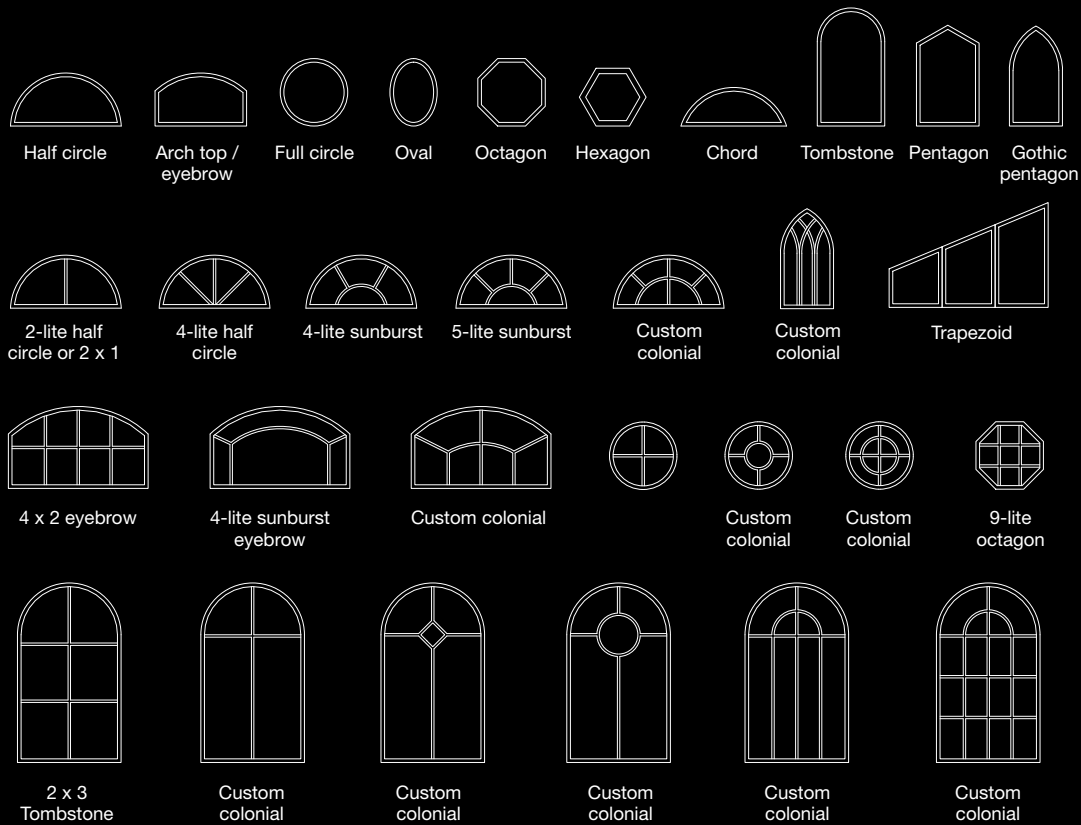 Half circle
Arch top /
eyebrow
Full circle
Oval
Octagon
Hexagon
Chord
Tombstone
Pentagon
Gothic
pentagon
2-lite half
circle or 2 x 1
4-lite half
circle
4-lite sunburst
5-lite sunburst
Custom
colonial
Custom
colonial
Trapezoid
4 x 2 eyebrow
4-lite sunburst
eyebrow
Custom colonial
Custom
colonial
Custom
colonial
9-lite
octagon
2 x 3
Tombstone
Custom
colonial
Custom
colonial
Custom
colonial
Custom
colonial
Custom
colonial